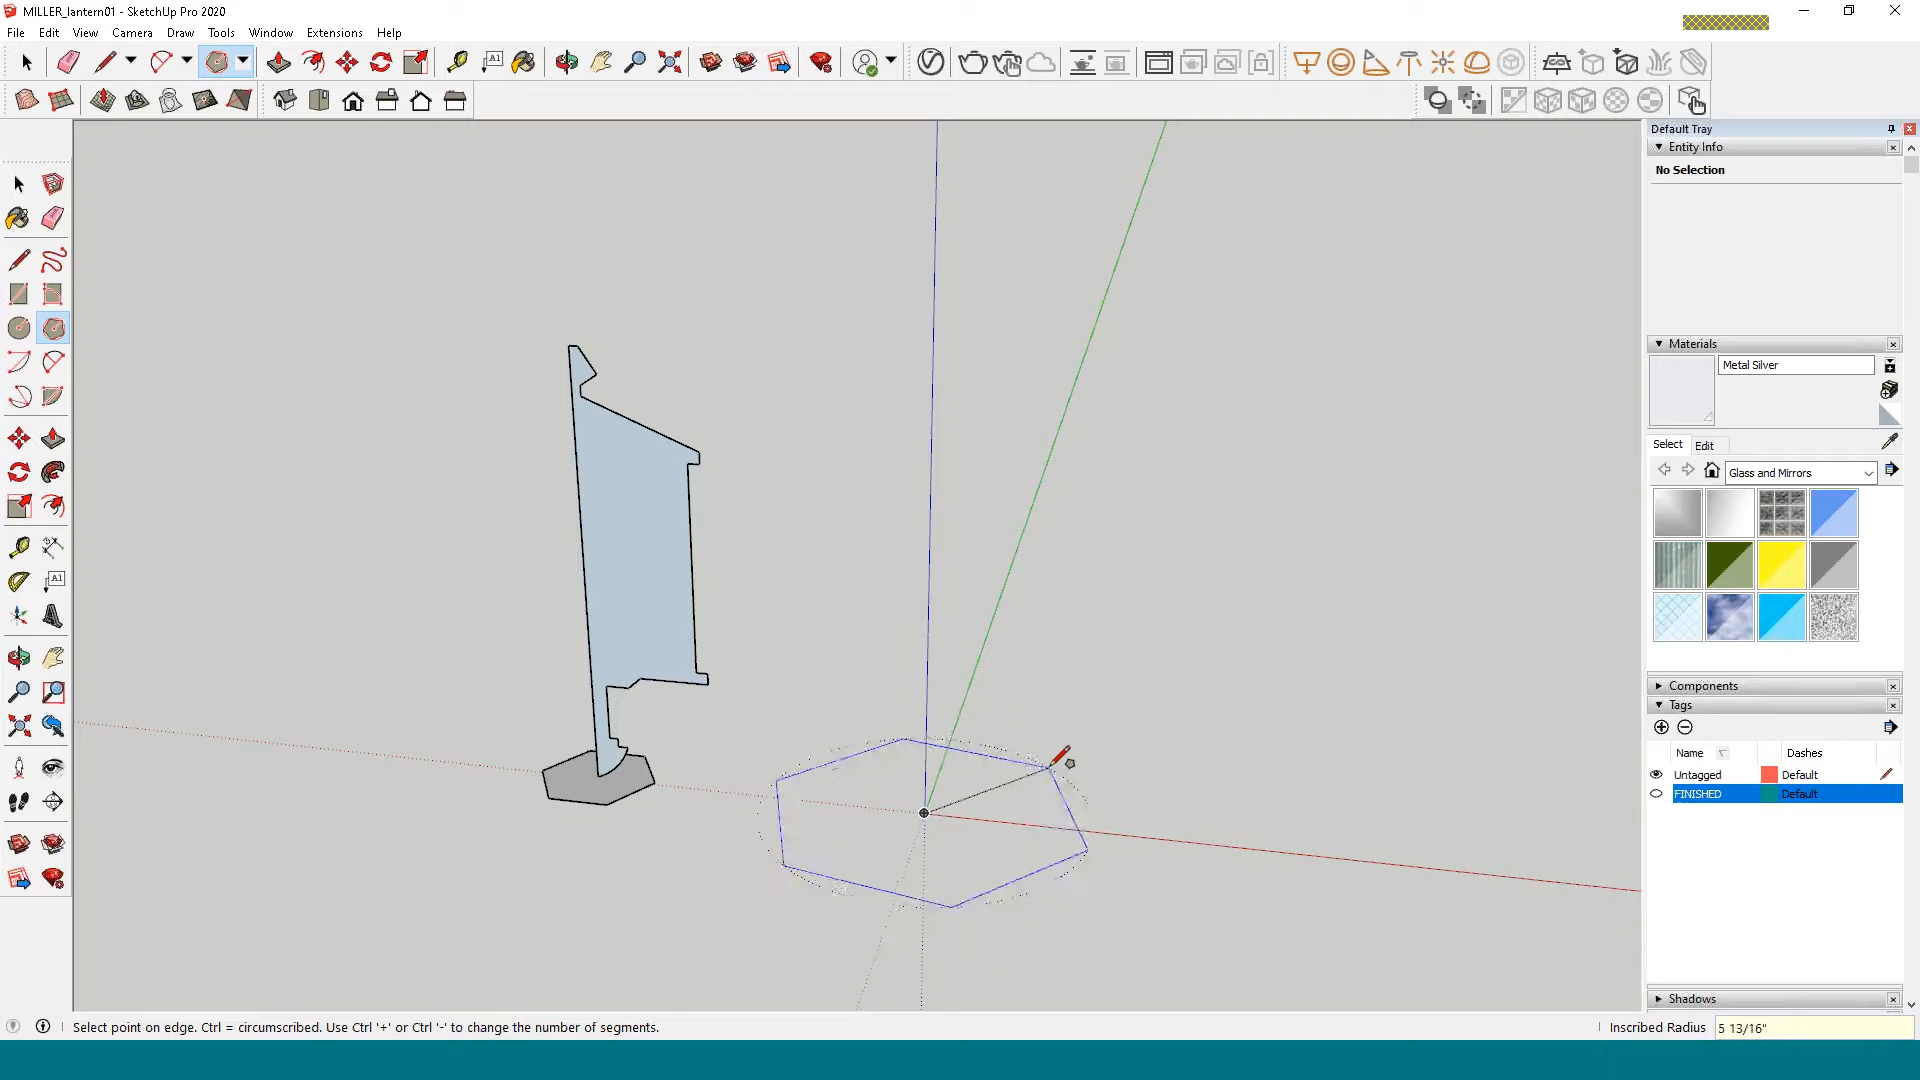 MILLER_lantern01 - SketchUp Pro 2020
File Edit View Camera Draw Tools Window Extensions Help
A1
Default Tray
Entity Info
No Selection
Materials
Metal Silver
Select Edit
Glass and Mirrors
A1
Components
Tags
Name Dashes
Untagged Default
FINISHED Default
Shadows
Select point on edge. Ctrl = circumscribed. Use Ctrl '+' or Ctrl '-' to change the number of segments.
Inscribed Radius 5 13/16"